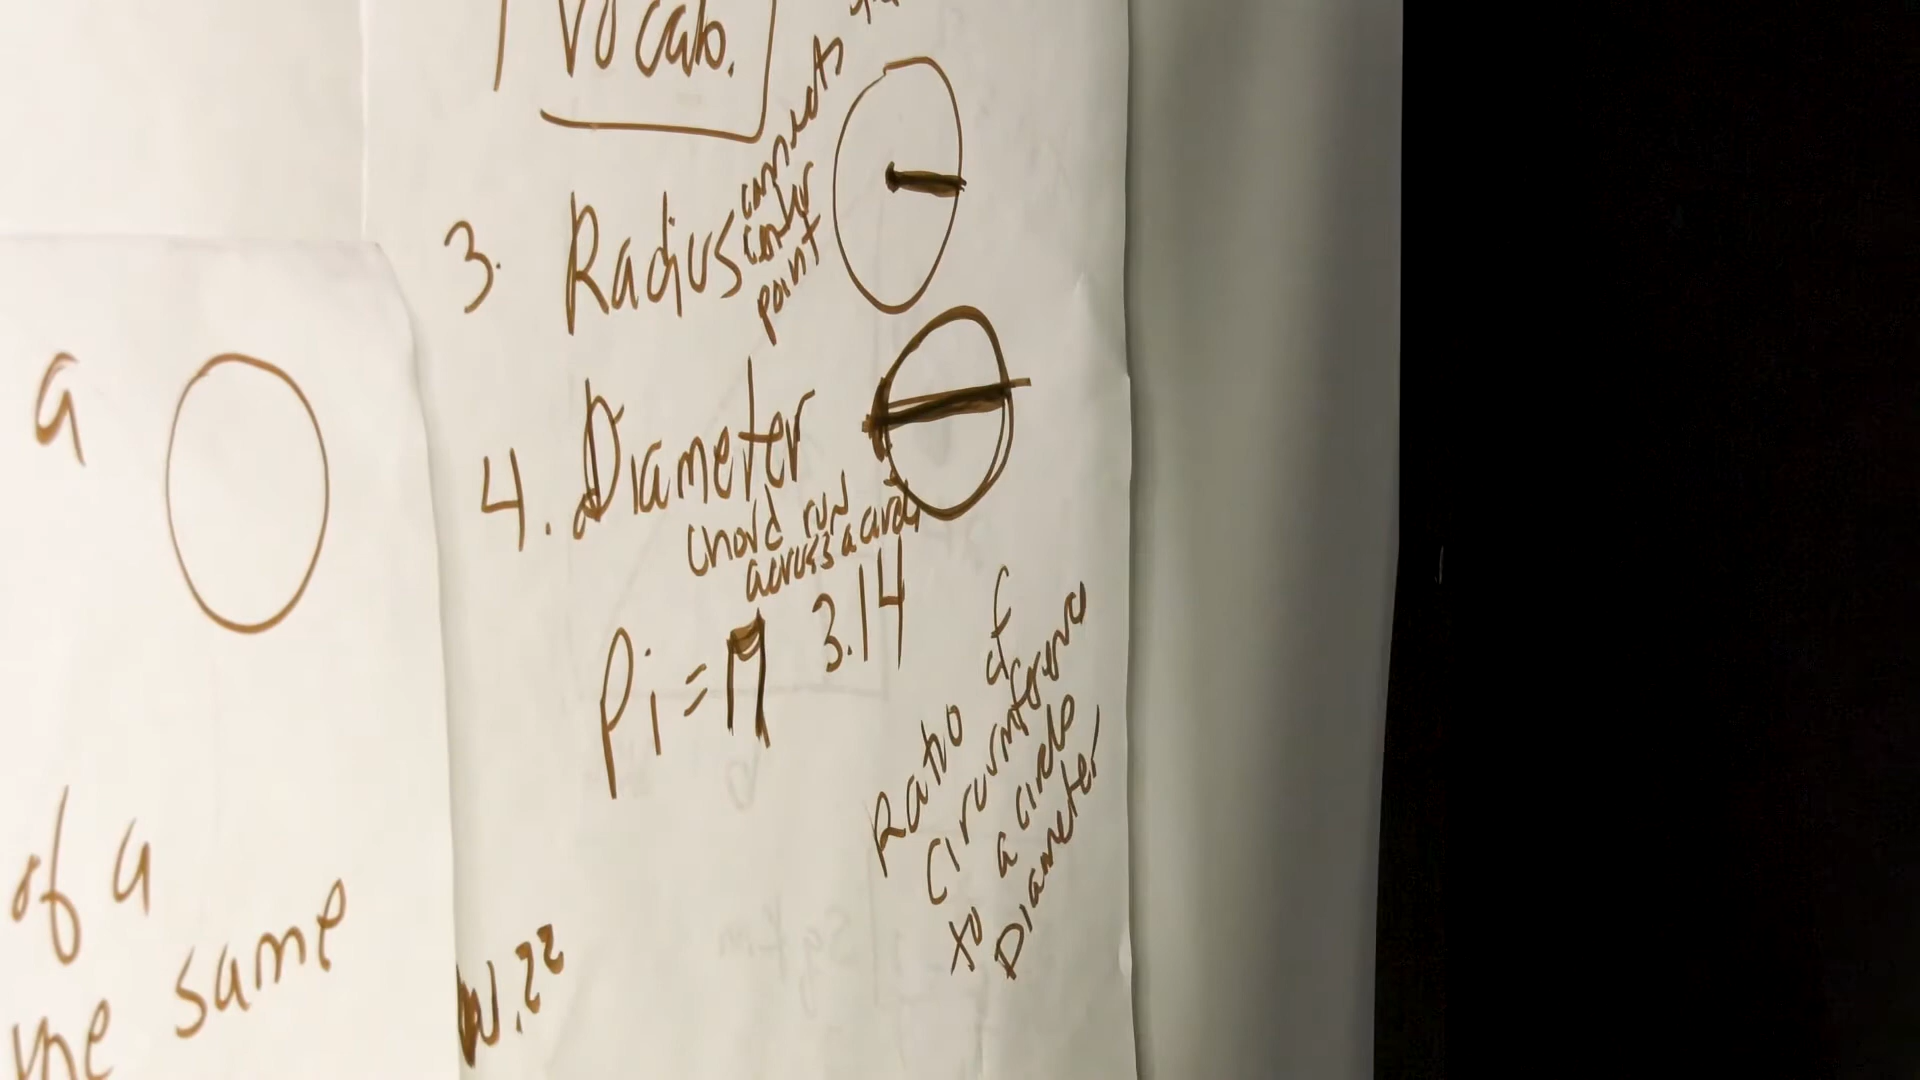 Vocab.
3. Radius
connects
center
point
4. Diameter
chord run
across a circle
Pi = π 3.14
Ratio of
circumference
a circle
to Diameter
a
of a
same